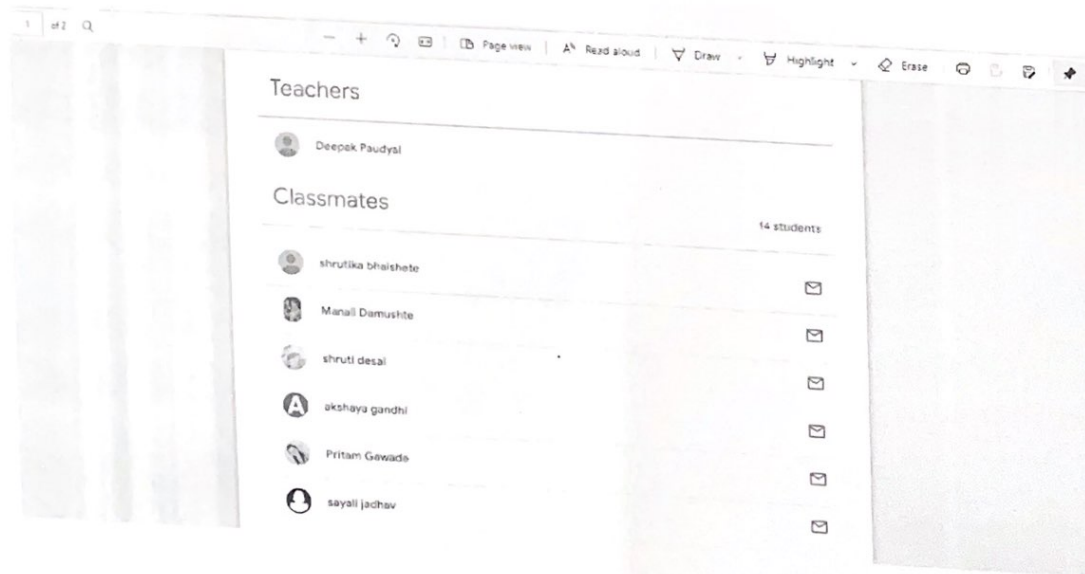 1 of 2
Page view | Read aloud | Draw Highlight Erase
Teachers
Deepak Paudyal
Classmates
14 students
shrutika bhaishete
Manali Damushte
shruti desai
A akshaya gandhi
Pritam Gawade
sayali jadhav